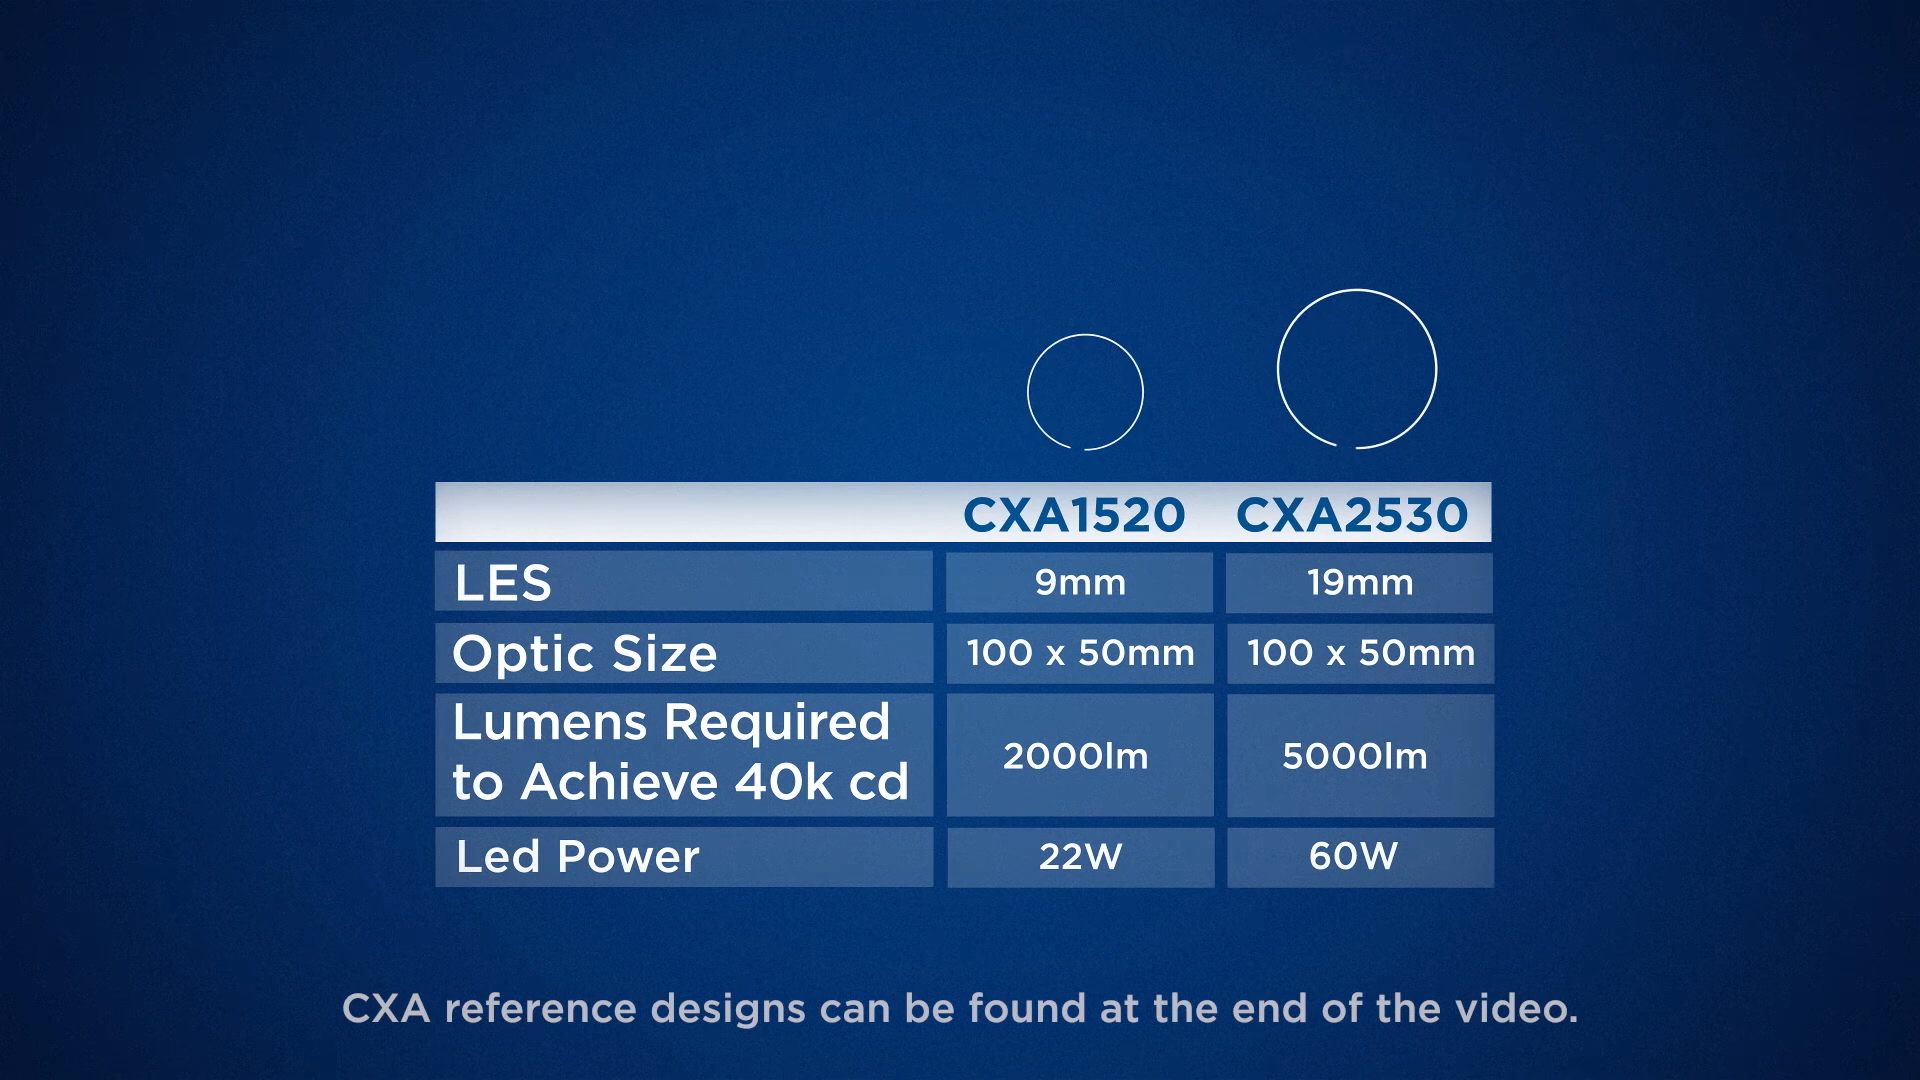 CXA1520 CXA2530
LES 9mm 19mm
Optic Size 100 x 50mm 100 x 50mm
Lumens Required
to Achieve 40k cd 2000lm 5000lm
Led Power 22W 60W
CXA reference designs can be found at the end of the video.